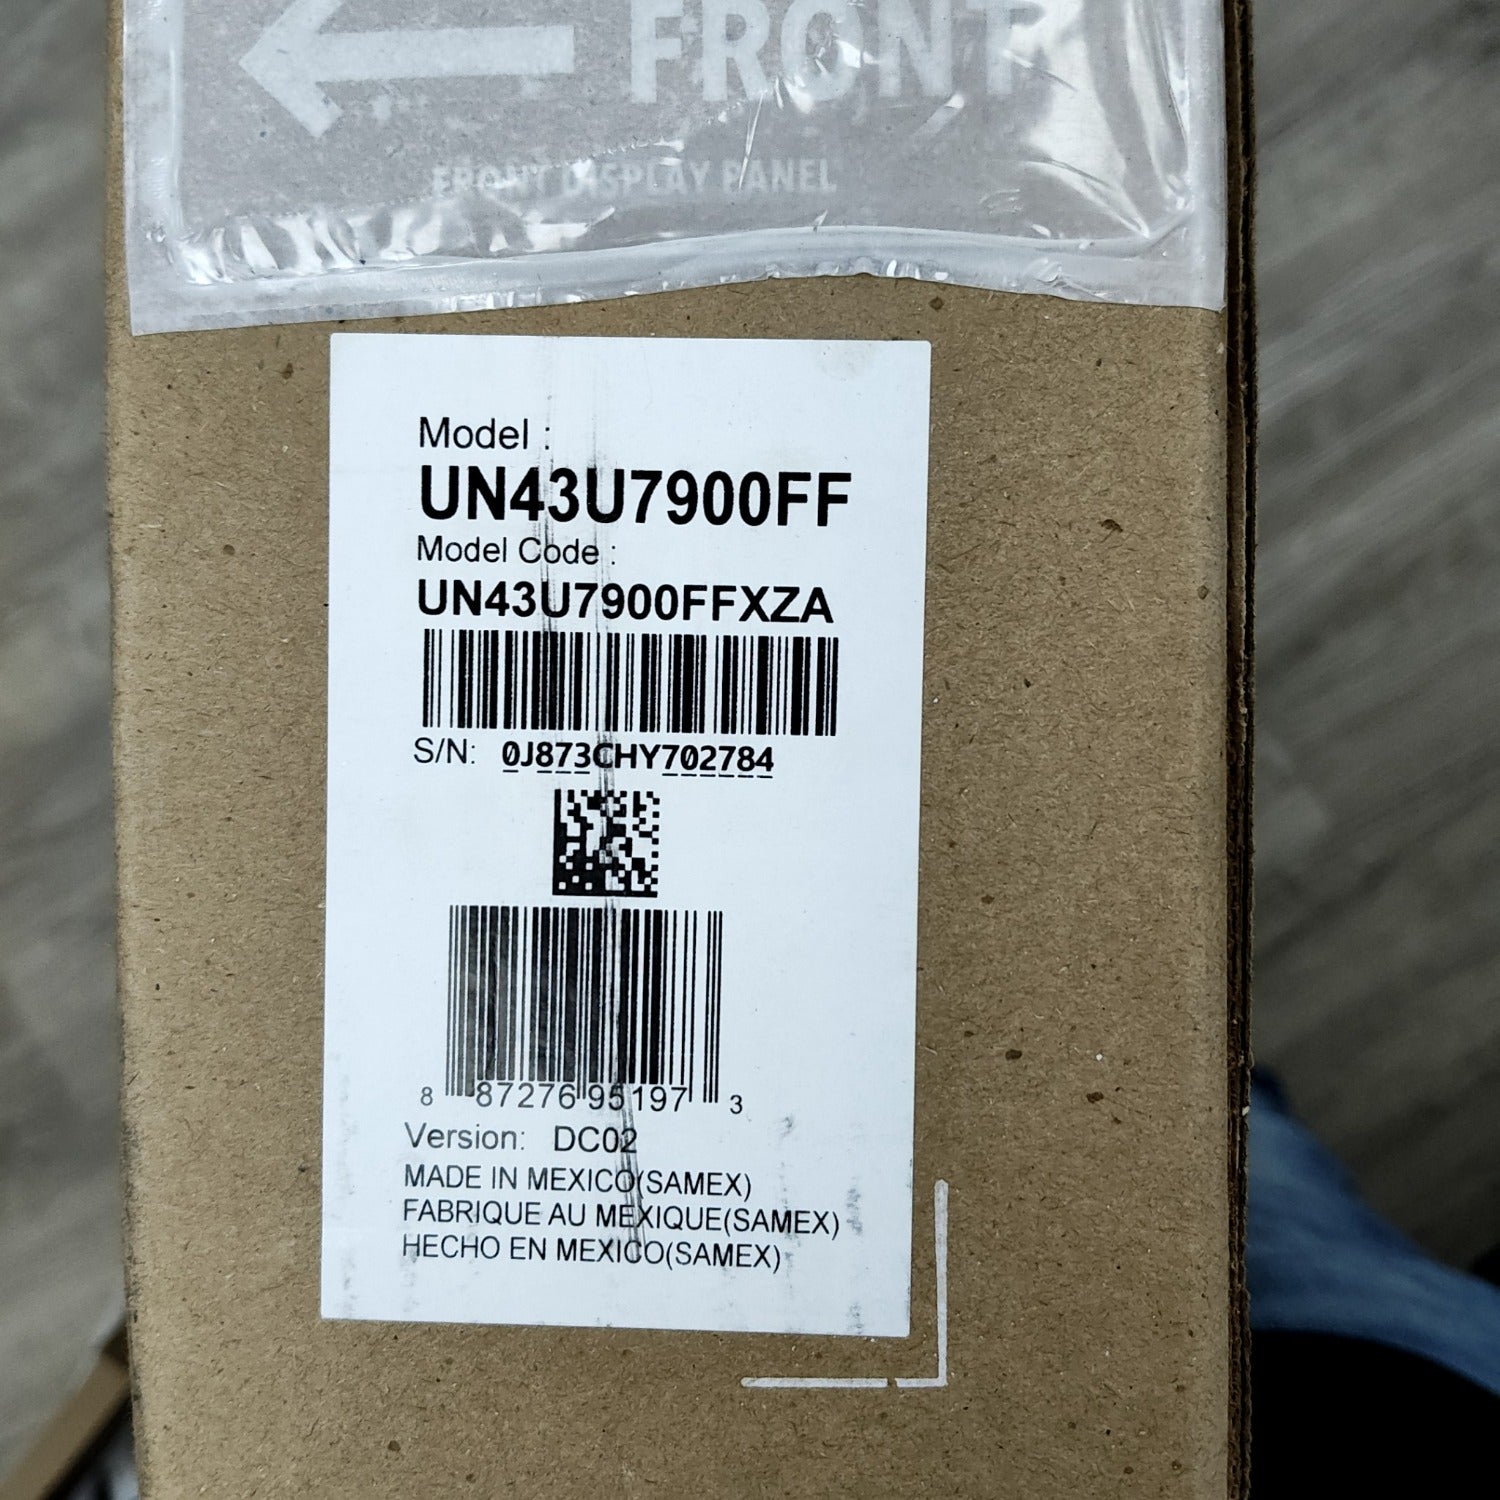 FRONT
FRONT DISPLAY PANEL
Model :
UN43U7900FF
Model Code :
UN43U7900FFXZA
S/N: 0J873CHY702784
8 87276 95197 3
Version: DC02
MADE IN MEXICO(SAMEX)
FABRIQUE AU MEXIQUE(SAMEX)
HECHO EN MEXICO(SAMEX)